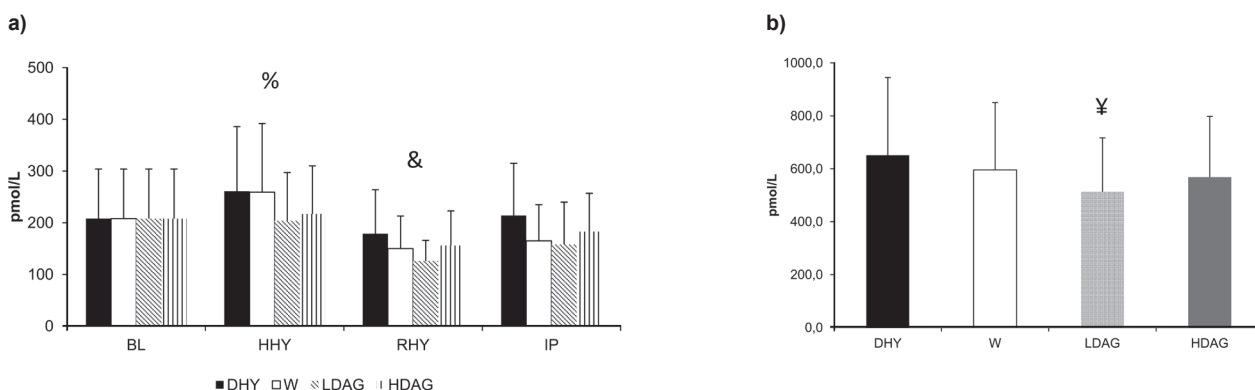 a)
500
400
300
200
100
0
pmol/L
%
&
BL HHY RHY IP
■DHY □W LDAG HDAG
b)
1000,0
800,0
600,0
400,0
200,0
0,0
pmol/L
¥
DHY W LDAG HDAG